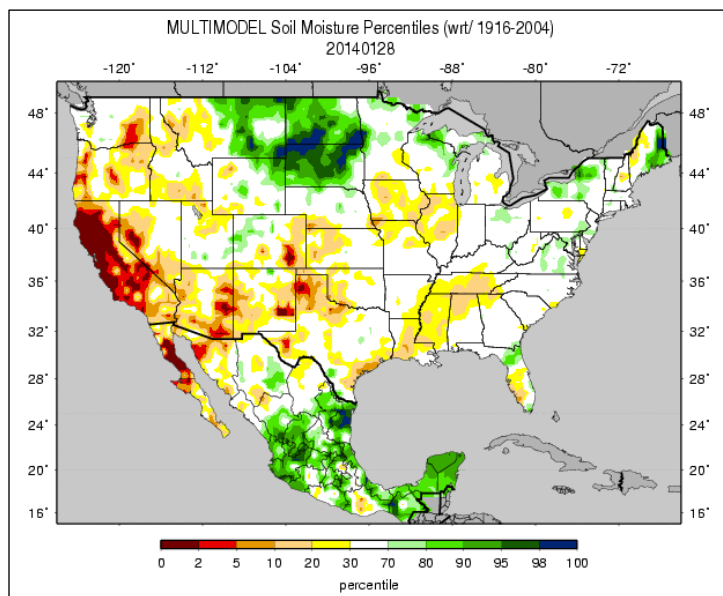 MULTIMODEL Soil Moisture Percentiles (wrt/ 1916-2004)
20140128
-120° -110° -104° -96° -88° -80° -72°
48° 48°
44° 44°
40° 40°
36° 36°
32° 32°
28° 28°
24° 24°
20° 20°
16° 16°
0 2 5 10 20 30 70 80 90 95 98 100
percentile